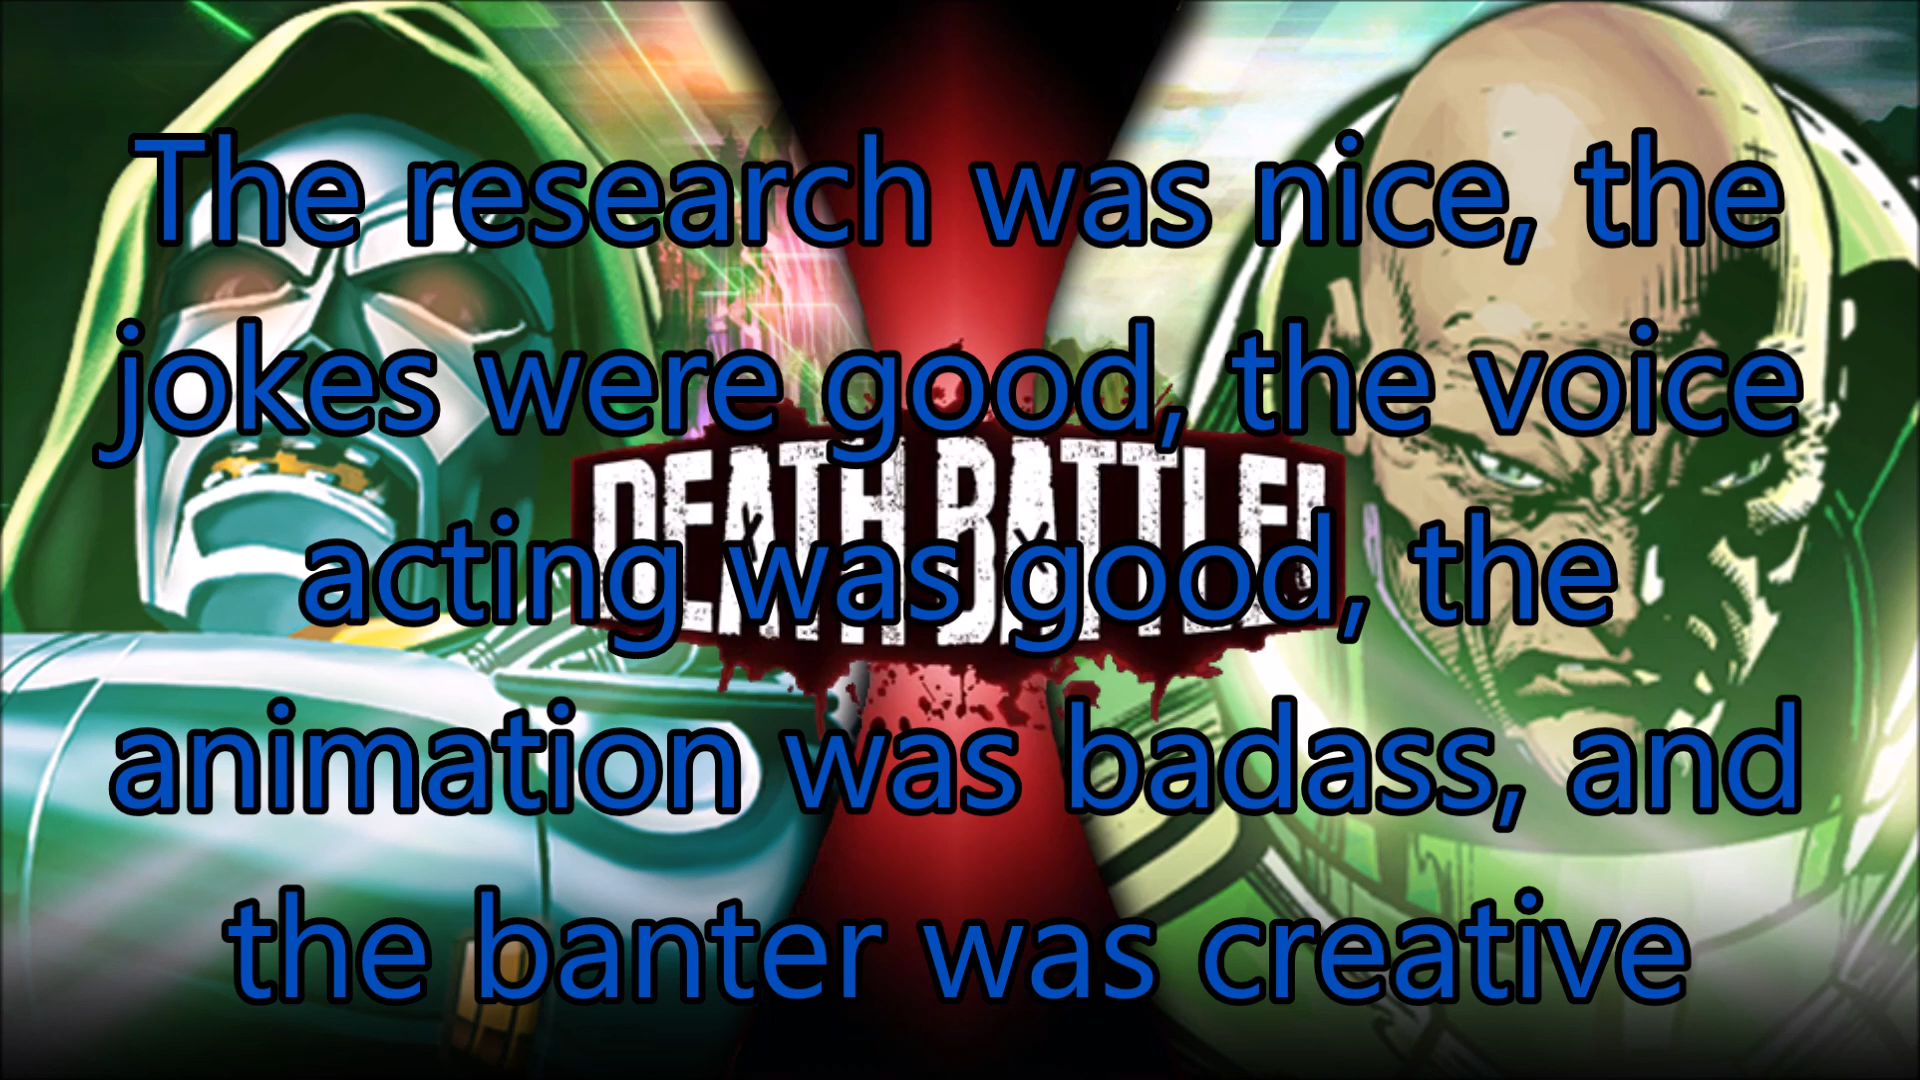 The research was nice, the
jokes were good, the voice
DEATH BATTLE!
acting was good, the
animation was badass, and
the banter was creative